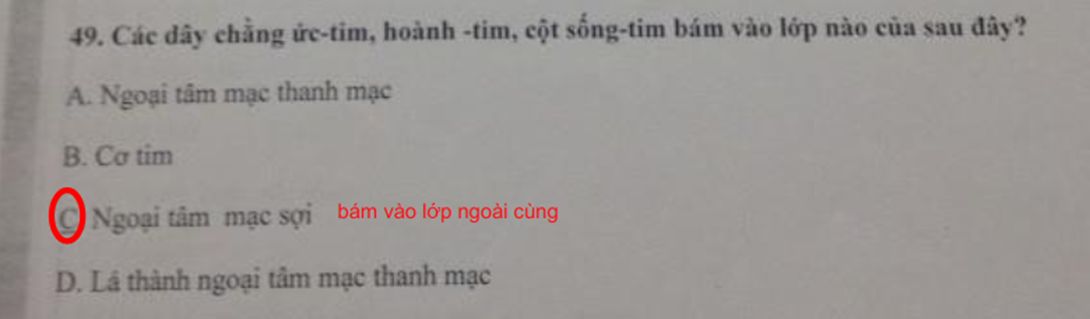 49. Các dây chằng ức-tim, hoành -tim, cột sống-tim bám vào lớp nào của sau đây?
A. Ngoại tâm mạc thanh mạc
B. Cơ tim
C Ngoại tâm mạc sợi bám vào lớp ngoài cùng
D. Lá thành ngoại tâm mạc thanh mạc